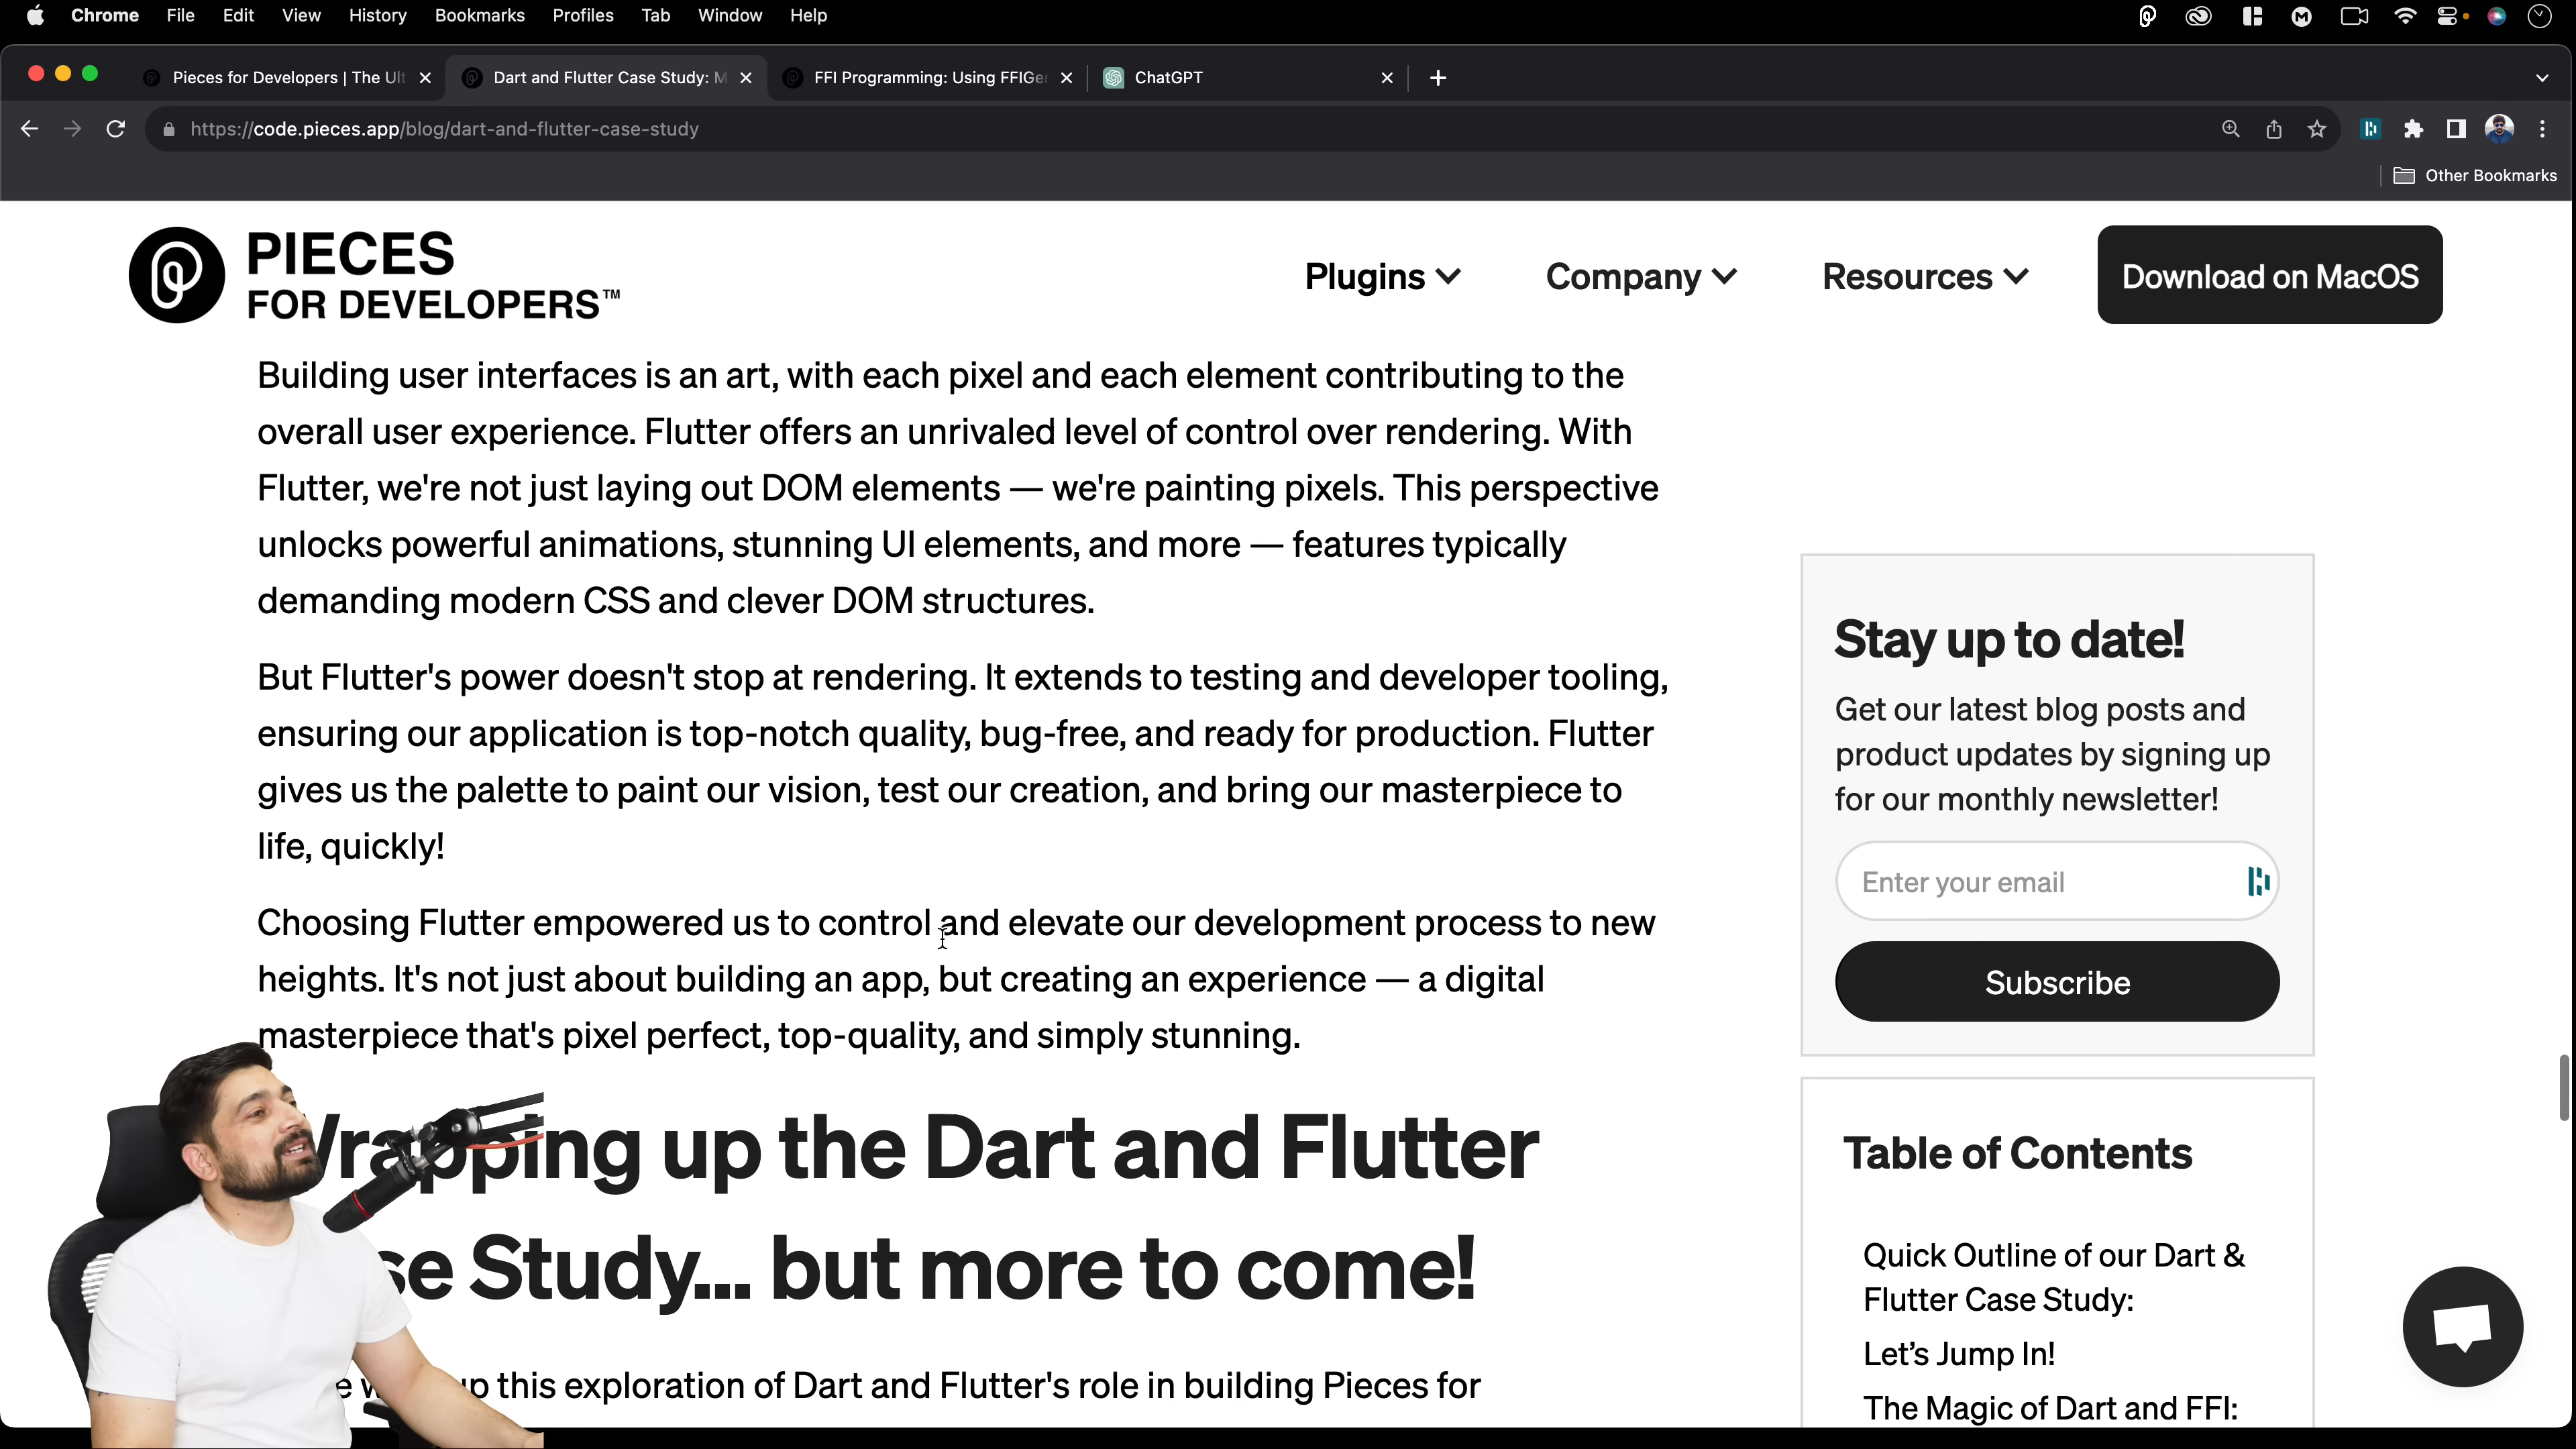 Chrome File Edit View History Bookmarks Profiles Tab Window Help
Pieces for Developers | The Ult
Dart and Flutter Case Study: M
FFI Programming: Using FFIGe
ChatGPT
https://code.pieces.app/blog/dart-and-flutter-case-study
Other Bookmarks
PIECES
FOR DEVELOPERS™
Plugins
Company
Resources
Download on MacOS
Building user interfaces is an art, with each pixel and each element contributing to the
overall user experience. Flutter offers an unrivaled level of control over rendering. With
Flutter, we're not just laying out DOM elements — we're painting pixels. This perspective
unlocks powerful animations, stunning UI elements, and more — features typically
demanding modern CSS and clever DOM structures.
But Flutter's power doesn't stop at rendering. It extends to testing and developer tooling,
ensuring our application is top-notch quality, bug-free, and ready for production. Flutter
gives us the palette to paint our vision, test our creation, and bring our masterpiece to
life, quickly!
Choosing Flutter empowered us to control and elevate our development process to new
heights. It's not just about building an app, but creating an experience — a digital
masterpiece that's pixel perfect, top-quality, and simply stunning.
Wrapping up the Dart and Flutter
se Study... but more to come!
up this exploration of Dart and Flutter's role in building Pieces for
Stay up to date!
Get our latest blog posts and
product updates by signing up
for our monthly newsletter!
Enter your email
Subscribe
Table of Contents
Quick Outline of our Dart &
Flutter Case Study:
Let's Jump In!
The Magic of Dart and FFI: